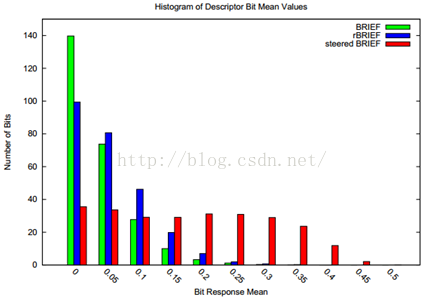 Histogram of Descriptor Bit Mean Values
BRIEF
rBRIEF
steered BRIEF
140
120
100
80
60
40
20
0
Number of Bits
http://blog.csdn.net/
0 0.05 0.1 0.15 0.2 0.25 0.3 0.35 0.4 0.45 0.5
Bit Response Mean